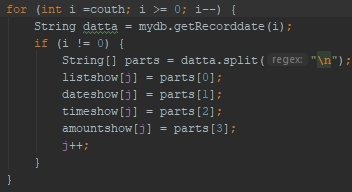 for (int i =couth; i >= 0; i--) {
String datta = mydb.getRecorddate(i);
if (i != 0) {
String[] parts = datta.split( regex: "\n");
listshow[j] = parts[0];
dateshow[j] = parts[1];
timeshow[j] = parts[2];
amountshow[j] = parts[3];
j++;
}
}